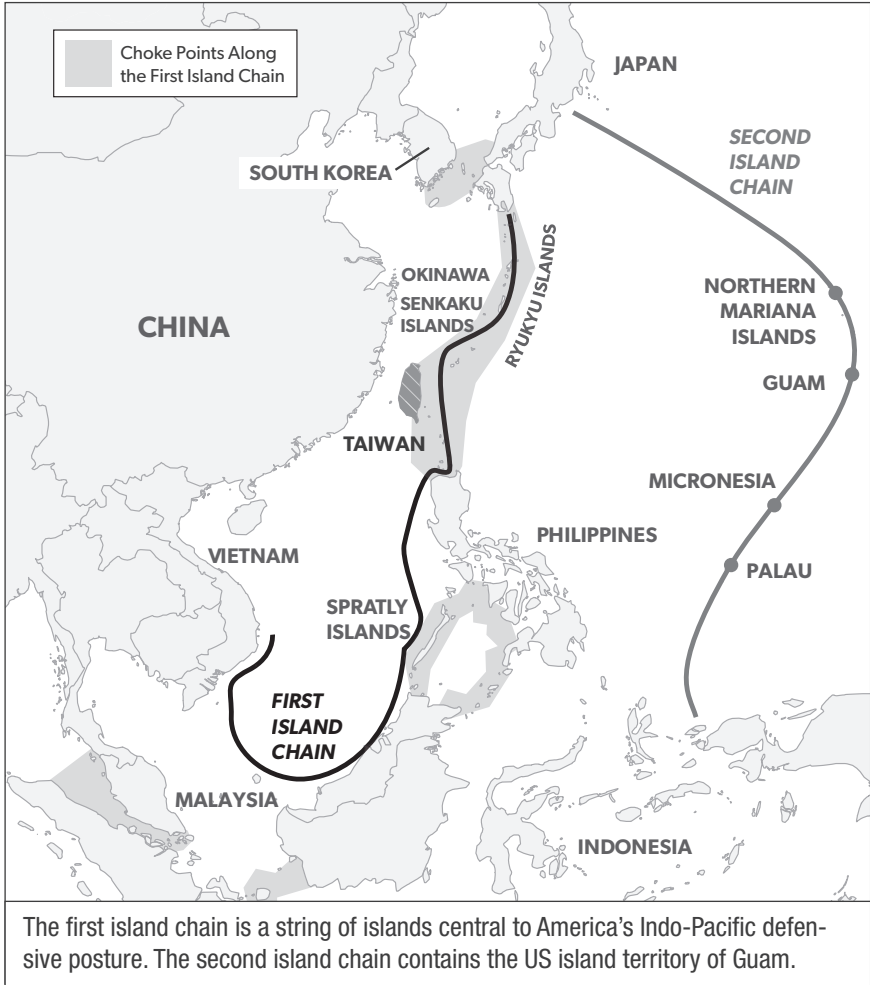 Choke Points Along
the First Island Chain
JAPAN
SECOND
ISLAND
CHAIN
SOUTH KOREA
OKINAWA
SENKAKU
ISLANDS
RYUKYU ISLANDS
NORTHERN
MARIANA
ISLANDS
CHINA
GUAM
TAIWAN
MICRONESIA
PHILIPPINES
VIETNAM
PALAU
SPRATLY
ISLANDS
FIRST
ISLAND
CHAIN
MALAYSIA
INDONESIA
The first island chain is a string of islands central to America's Indo-Pacific defen-
sive posture. The second island chain contains the US island territory of Guam.